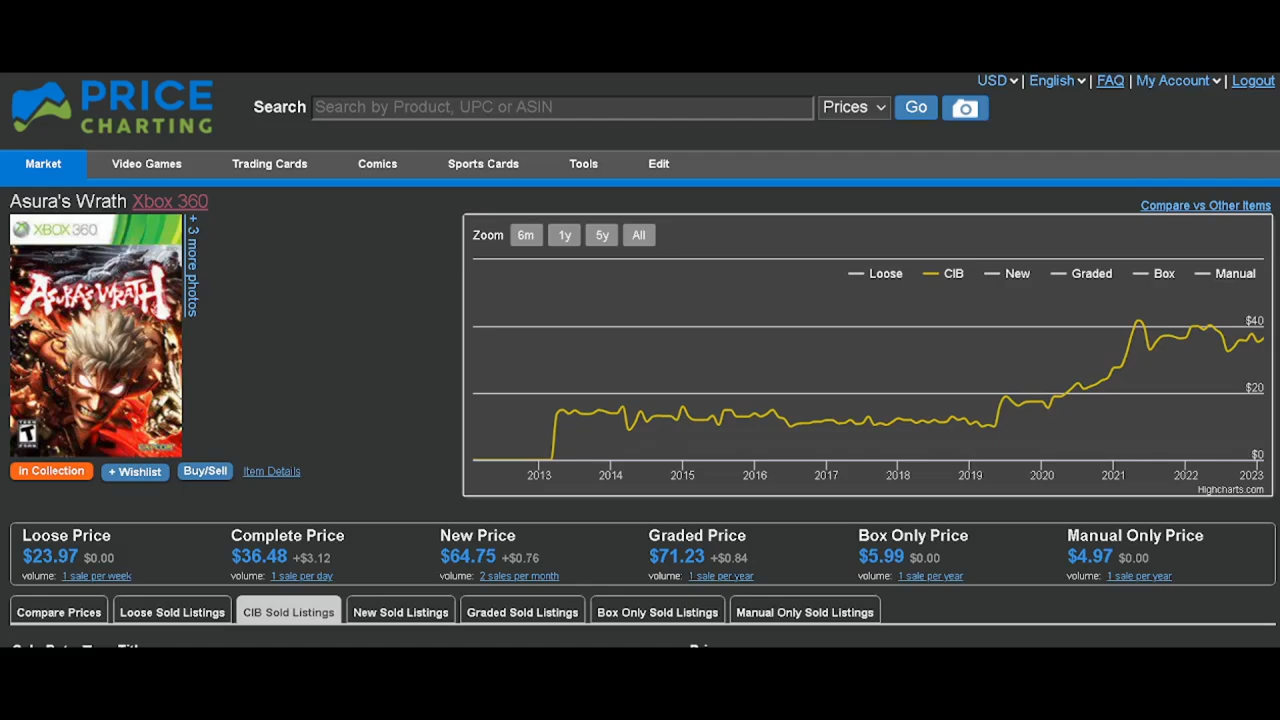 USD | English | FAQ | My Account | Logout
PRICE CHARTING
Search Search by Product, UPC or ASIN Prices Go
Market Video Games Trading Cards Comics Sports Cards Tools Edit
Asura's Wrath Xbox 360
Compare vs Other Items
+ 3 more photos
XBOX 360
ASURA'S WRATH
TEEN
T
CAPCOM
In Collection + Wishlist Buy/Sell Item Details
Zoom 6m 1y 5y All
Loose CIB New Graded Box Manual
$40
$20
$0
2013 2014 2015 2016 2017 2018 2019 2020 2021 2022 2023
Highcharts.com
Loose Price Complete Price New Price Graded Price Box Only Price Manual Only Price
$23.97 $0.00 $36.48 +$3.12 $64.75 +$0.76 $71.23 +$0.84 $5.99 $0.00 $4.97 $0.00
volume: 1 sale per week volume: 1 sale per day volume: 2 sales per month volume: 1 sale per year volume: 1 sale per year volume: 1 sale per year
Compare Prices Loose Sold Listings CIB Sold Listings New Sold Listings Graded Sold Listings Box Only Sold Listings Manual Only Sold Listings